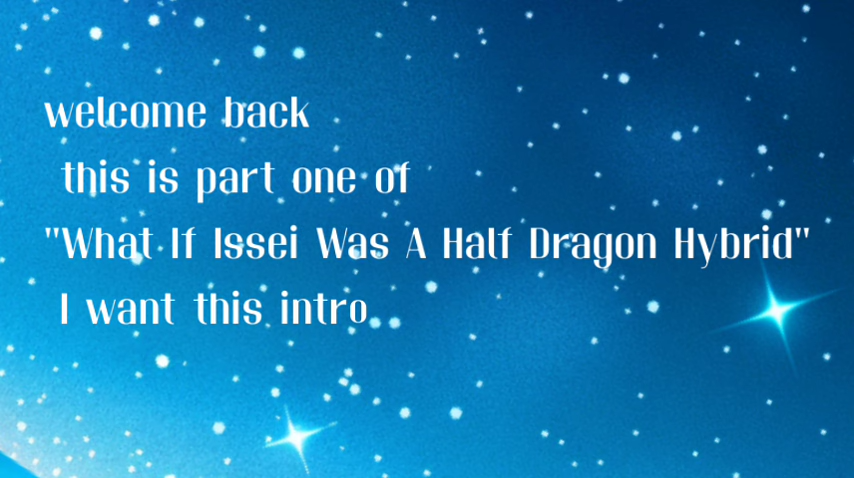 welcome back
this is part one of
"What If Issei Was A Half Dragon Hybrid"
I want this intro